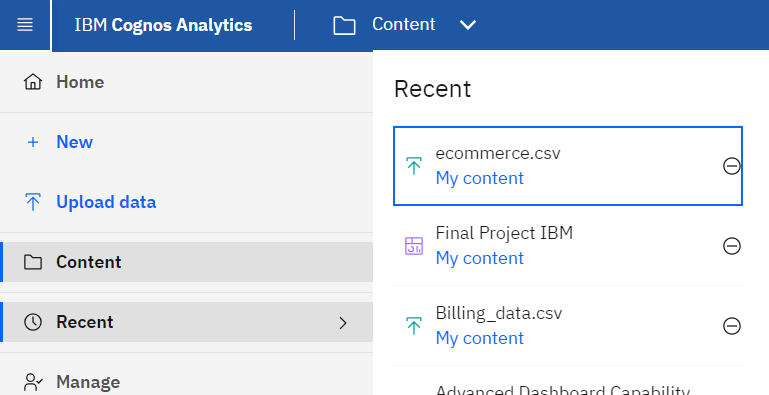 IBM Cognos Analytics
Content
Home
New
Upload data
Content
Recent
Manage
Recent
ecommerce.csv
My content
Final Project IBM
My content
Billing_data.csv
My content
Advanced Dashboard Capability